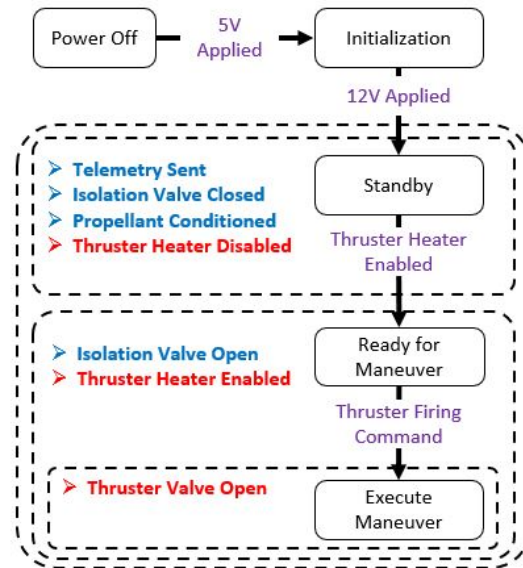 Power Off
5V
Applied
Initialization
12V Applied
➢ Telemetry Sent
➢ Isolation Valve Closed
➢ Propellant Conditioned
➢ Thruster Heater Disabled
Standby
Thruster Heater
Enabled
➢ Isolation Valve Open
➢ Thruster Heater Enabled
Ready for
Maneuver
Thruster Firing
Command
➢ Thruster Valve Open
Execute
Maneuver